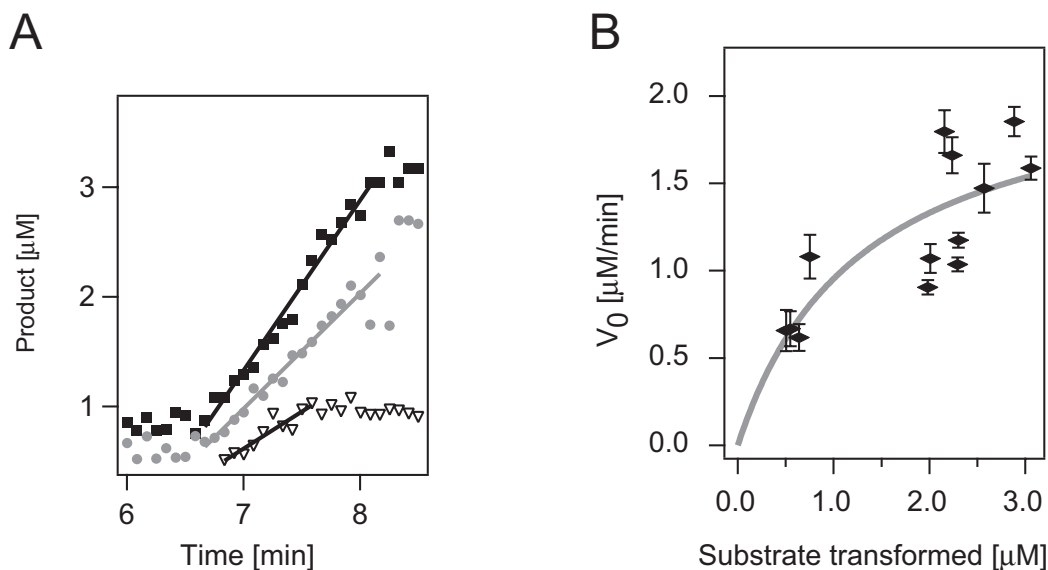 A
Product [μM]
3
2
1
6 7 8
Time [min]
B
V0 [μM/min]
2.0
1.5
1.0
0.5
0.0
0.0 1.0 2.0 3.0
Substrate transformed [μM]